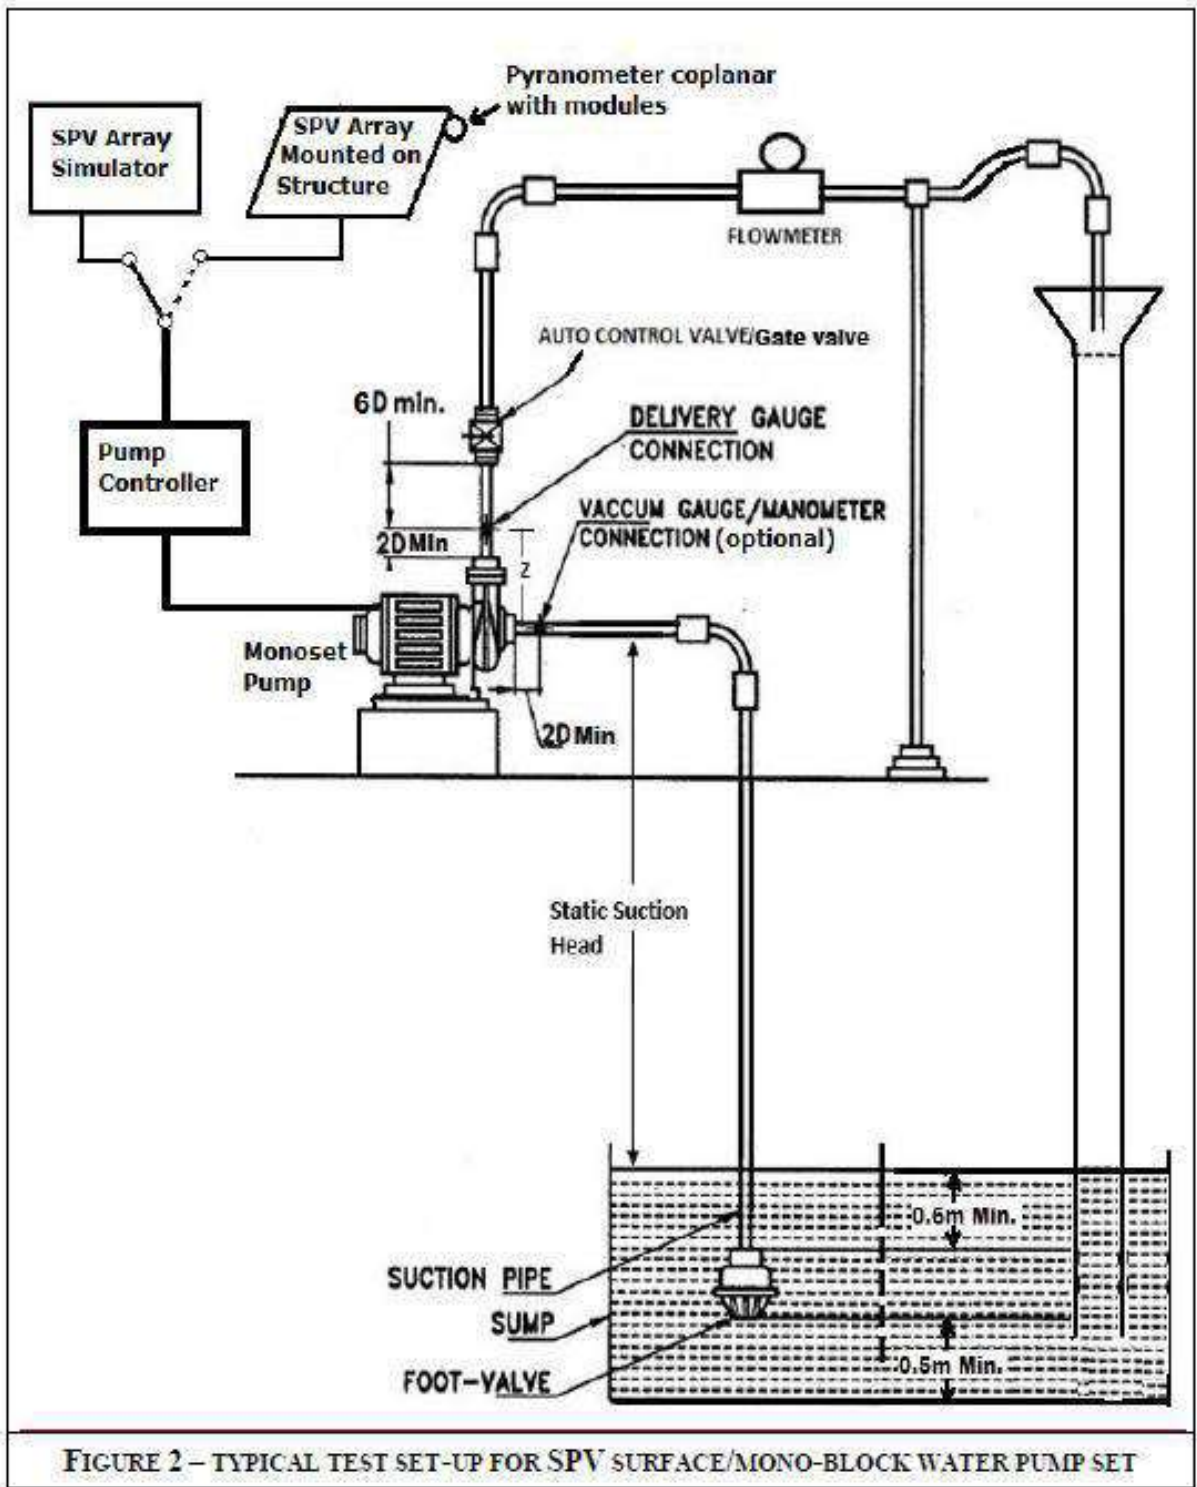 Pyranometer coplanar
with modules
SPV Array
Simulator
SPV Array
Mounted on
Structure
FLOWMETER
AUTO CONTROL VALVE/Gate valve
6D min.
DELIVERY GAUGE
CONNECTION
Pump
Controller
VACCUM GAUGE/MANOMETER
CONNECTION (optional)
2D Min
Z
Monoset
Pump
2D Min
Static Suction
Head
0.6m Min.
SUCTION PIPE
SUMP
0.5m Min.
FOOT-VALVE
FIGURE 2 – TYPICAL TEST SET-UP FOR SPV SURFACE/MONO-BLOCK WATER PUMP SET